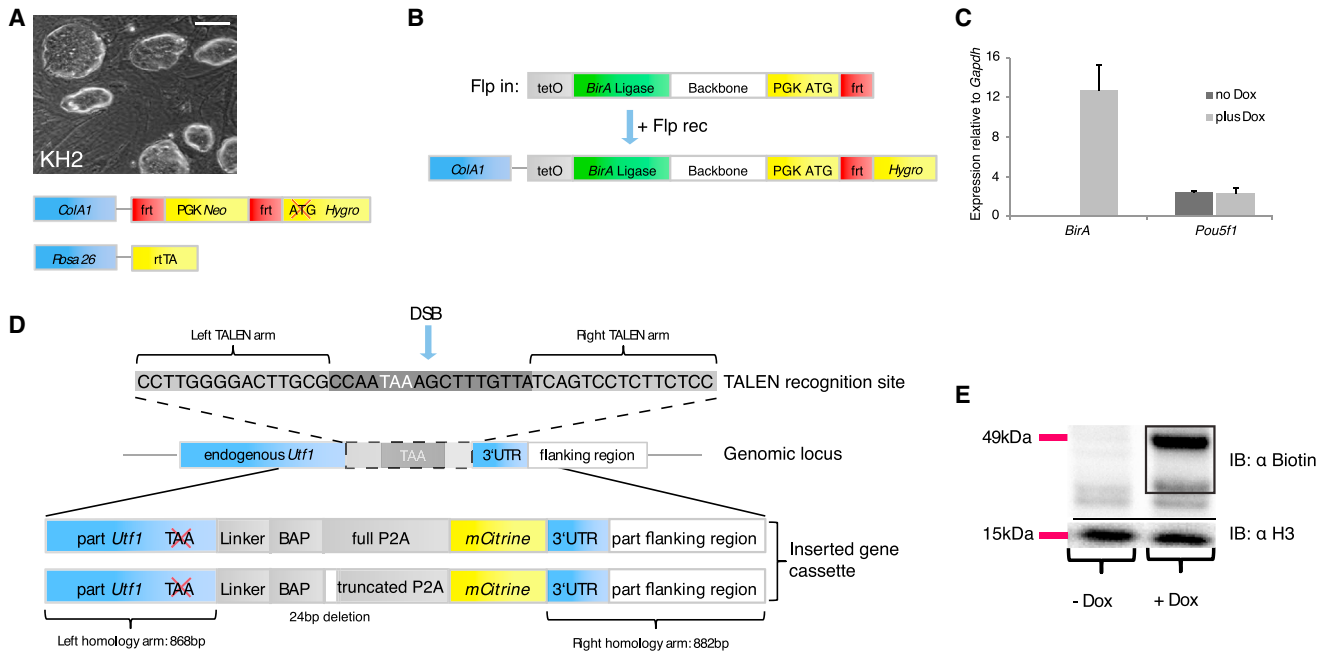 A
KH2
ColA1 frt PGK Neo frt ATG Hygro
Rosa 26 rtTA
B
Flp in: tetO BirA Ligase Backbone PGK ATG frt
+ Flp rec
ColA1 tetO BirA Ligase Backbone PGK ATG frt Hygro
C
Expression relative to Gapdh
16
12
8
4
0
no Dox
plus Dox
BirA Pou5f1
D
DSB
Left TALEN arm Right TALEN arm
CCTTGGGGACTTGCGCCAATAAAGCTTTGTTATCAGTCCTCTTCTCC TALEN recognition site
endogenous Utf1 TAA 3'UTR flanking region Genomic locus
part Utf1 TAA Linker BAP full P2A mCitrine 3'UTR part flanking region
Inserted gene
cassette
part Utf1 TAA Linker BAP truncated P2A mCitrine 3'UTR part flanking region
24bp deletion
Left homology arm: 868bp Right homology arm: 882bp
E
49kDa
IB: α Biotin
15kDa IB: α H3
- Dox + Dox